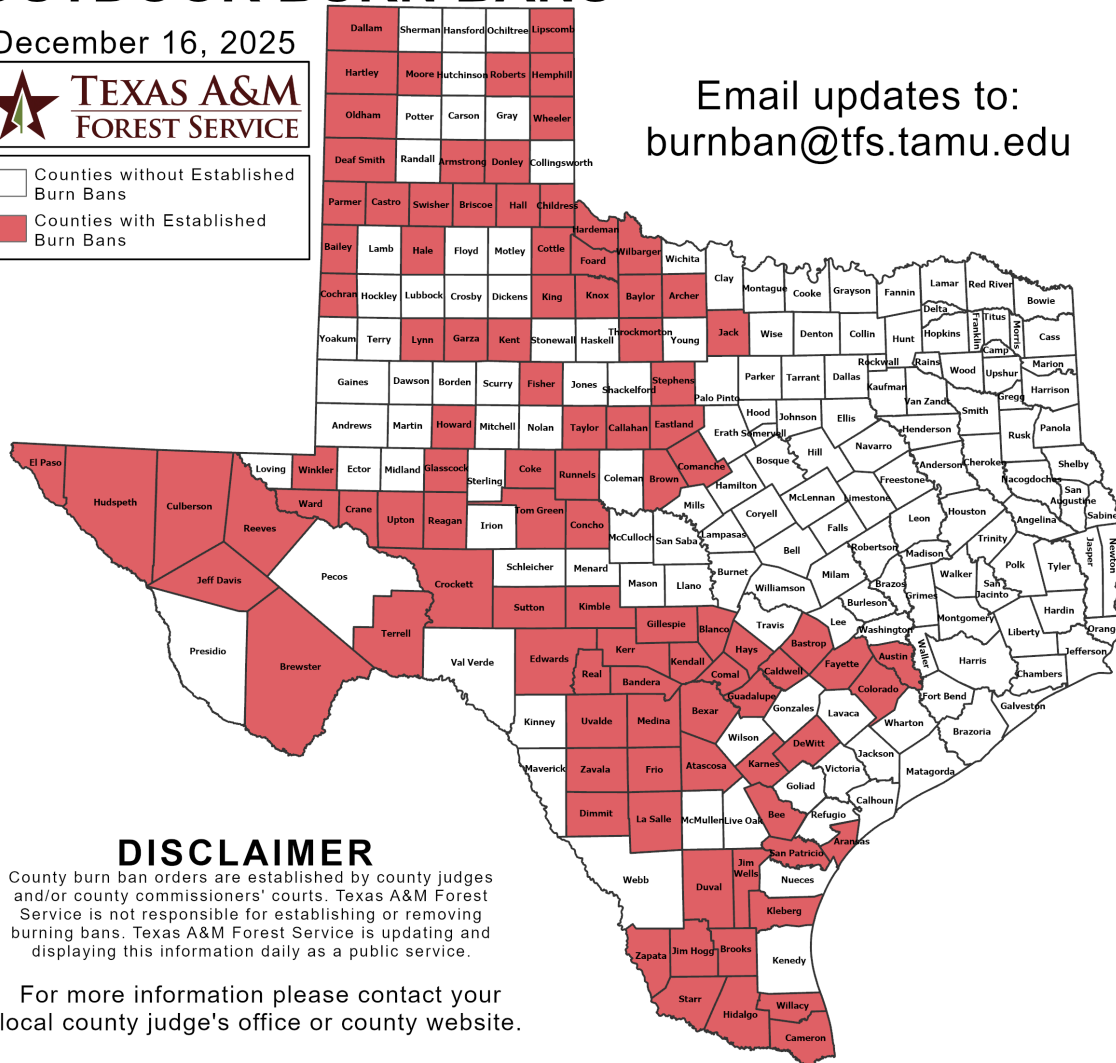 December 16, 2025
TEXAS A&M
FOREST SERVICE
Counties without Established
Burn Bans
Counties with Established
Burn Bans
Email updates to:
burnban@tfs.tamu.edu
Dallam Sherman Hansford Ochiltree Lipscomb
Hartley Moore Hutchinson Roberts Hemphill
Oldham Potter Carson Gray Wheeler
Deaf Smith Randall Armstrong Donley Collingsworth
Parmer Castro Swisher Briscoe Hall Childress
Hardeman
Bailey Lamb Hale Floyd Motley Cottle Foard Wilbarger Wichita
Clay Montague Cooke Grayson Fannin Lamar Red River Bowie
Cochran Hockley Lubbock Crosby Dickens King Knox Baylor Archer
Delta Franklin Titus Morris Cass
Yoakum Terry Lynn Garza Kent Stonewall Haskell Throckmorton Young Jack Wise Denton Collin Hunt Hopkins Camp
Rockwall Rains Wood Upshur Marion
Gaines Dawson Borden Scurry Fisher Jones Shackelford Stephens Palo Pinto Parker Tarrant Dallas Kaufman Van Zandt Gregg Harrison
Andrews Martin Howard Mitchell Nolan Taylor Callahan Eastland Erath Hood Somervell Johnson Ellis Henderson Smith Rusk Panola
El Paso Hudspeth Culberson Reeves Loving Winkler Ector Midland Glasscock Sterling Coke Runnels Coleman Brown Comanche Hamilton Bosque Hill Navarro Freestone Anderson Cherokee Nacogdoches Shelby
San Augustine Sabine
Ward Crane Upton Reagan Irion Tom Green Concho McCulloch San Saba Mills Lampasas Coryell McLennan Limestone Falls Leon Houston Angelina
Jeff Davis Pecos Crockett Schleicher Menard Mason Llano Burnet Bell Milam Robertson Madison Trinity Polk Tyler Jasper Newton
Presidio Brewster Terrell Val Verde Sutton Kimble Gillespie Blanco Williamson Travis Lee Burleson Brazos Grimes Walker San Jacinto Montgomery Liberty Hardin
Washington Waller Harris Chambers Jefferson Orang
Edwards Real Kerr Bandera Kendall Comal Hays Caldwell Bastrop Fayette Austin Colorado Fort Bend Galveston
Kinney Uvalde Medina Bexar Guadalupe Wilson Gonzales Lavaca Wharton Brazoria
Maverick Zavala Frio Atascosa Karnes DeWitt Goliad Victoria Jackson Matagorda
Dimmit La Salle McMullen Live Oak Bee Refugio Calhoun Aransas
Webb Duval Jim Wells San Patricio Nueces
Kleberg
Zapata Jim Hogg Brooks Kenedy
Starr Hidalgo Willacy
Cameron
DISCLAIMER
County burn ban orders are established by county judges
and/or county commissioners' courts. Texas A&M Forest
Service is not responsible for establishing or removing
burning bans. Texas A&M Forest Service is updating and
displaying this information daily as a public service.
For more information please contact your
local county judge's office or county website.